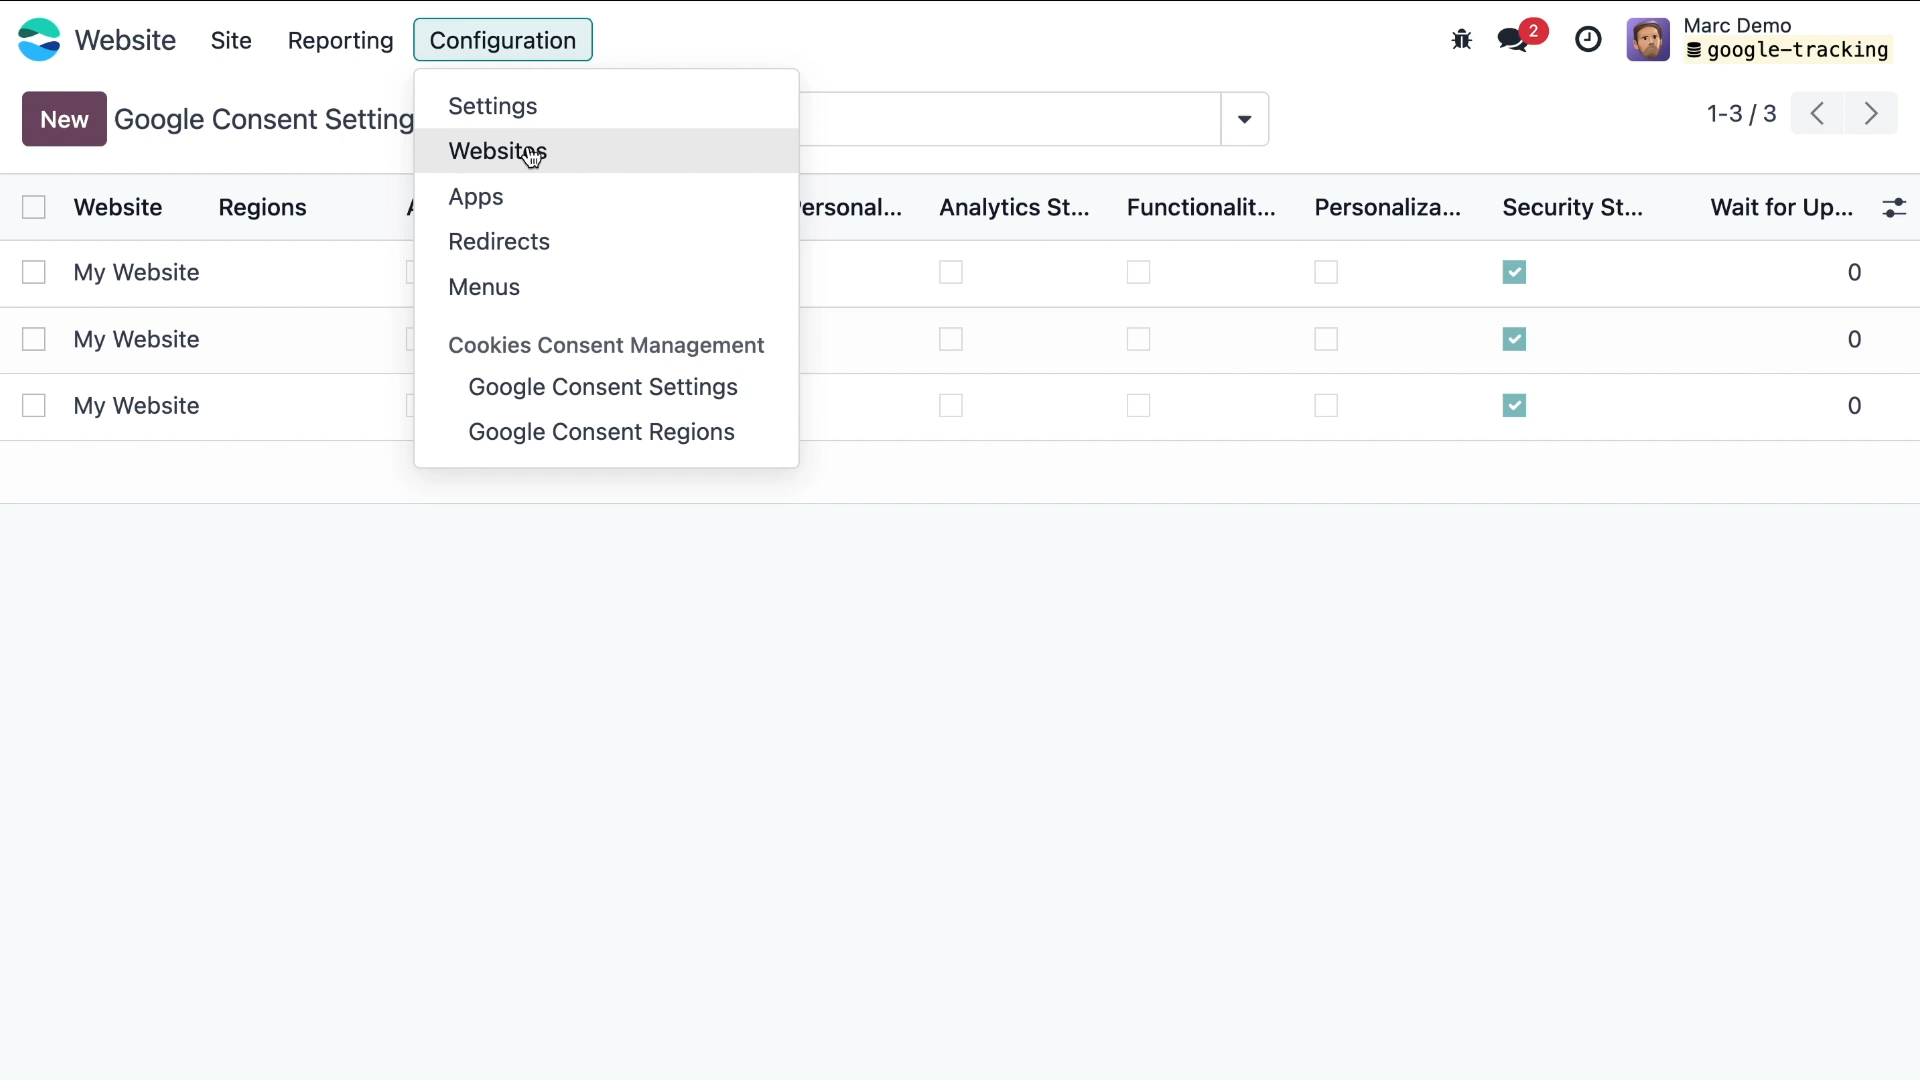 Website Site Reporting Configuration 2 Marc Demo
google-tracking
New Google Consent Setting 1-3 / 3
Settings
Websites
Apps
Redirects
Menus
Cookies Consent Management
Google Consent Settings
Google Consent Regions
Website Regions ersonal... Analytics St... Functionalit... Personaliza... Security St... Wait for Up...
My Website 0
My Website 0
My Website 0